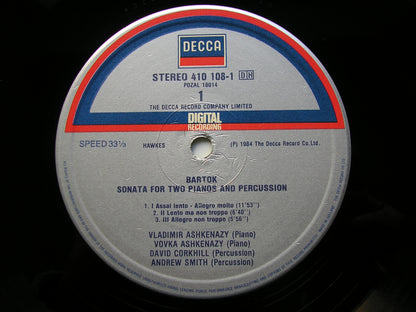 DECCA
STEREO 410 108-1 DH
POZAL 18014
1
THE DECCA RECORD COMPANY LIMITED
DIGITAL
RECORDING
SPEED 33⅓
HAWKES
℗ 1984 The Decca Record Co. Ltd.
BARTOK
SONATA FOR TWO PIANOS AND PERCUSSION
1. I Assai lento - Allegro molto (11'53")
2. II Lento ma non troppo (5'40")
3. III Allegro non troppo (5'56")
VLADIMIR ASHKENAZY (Piano)
VOVKA ASHKENAZY (Piano)
DAVID CORKHILL (Percussion)
ANDREW SMITH (Percussion)